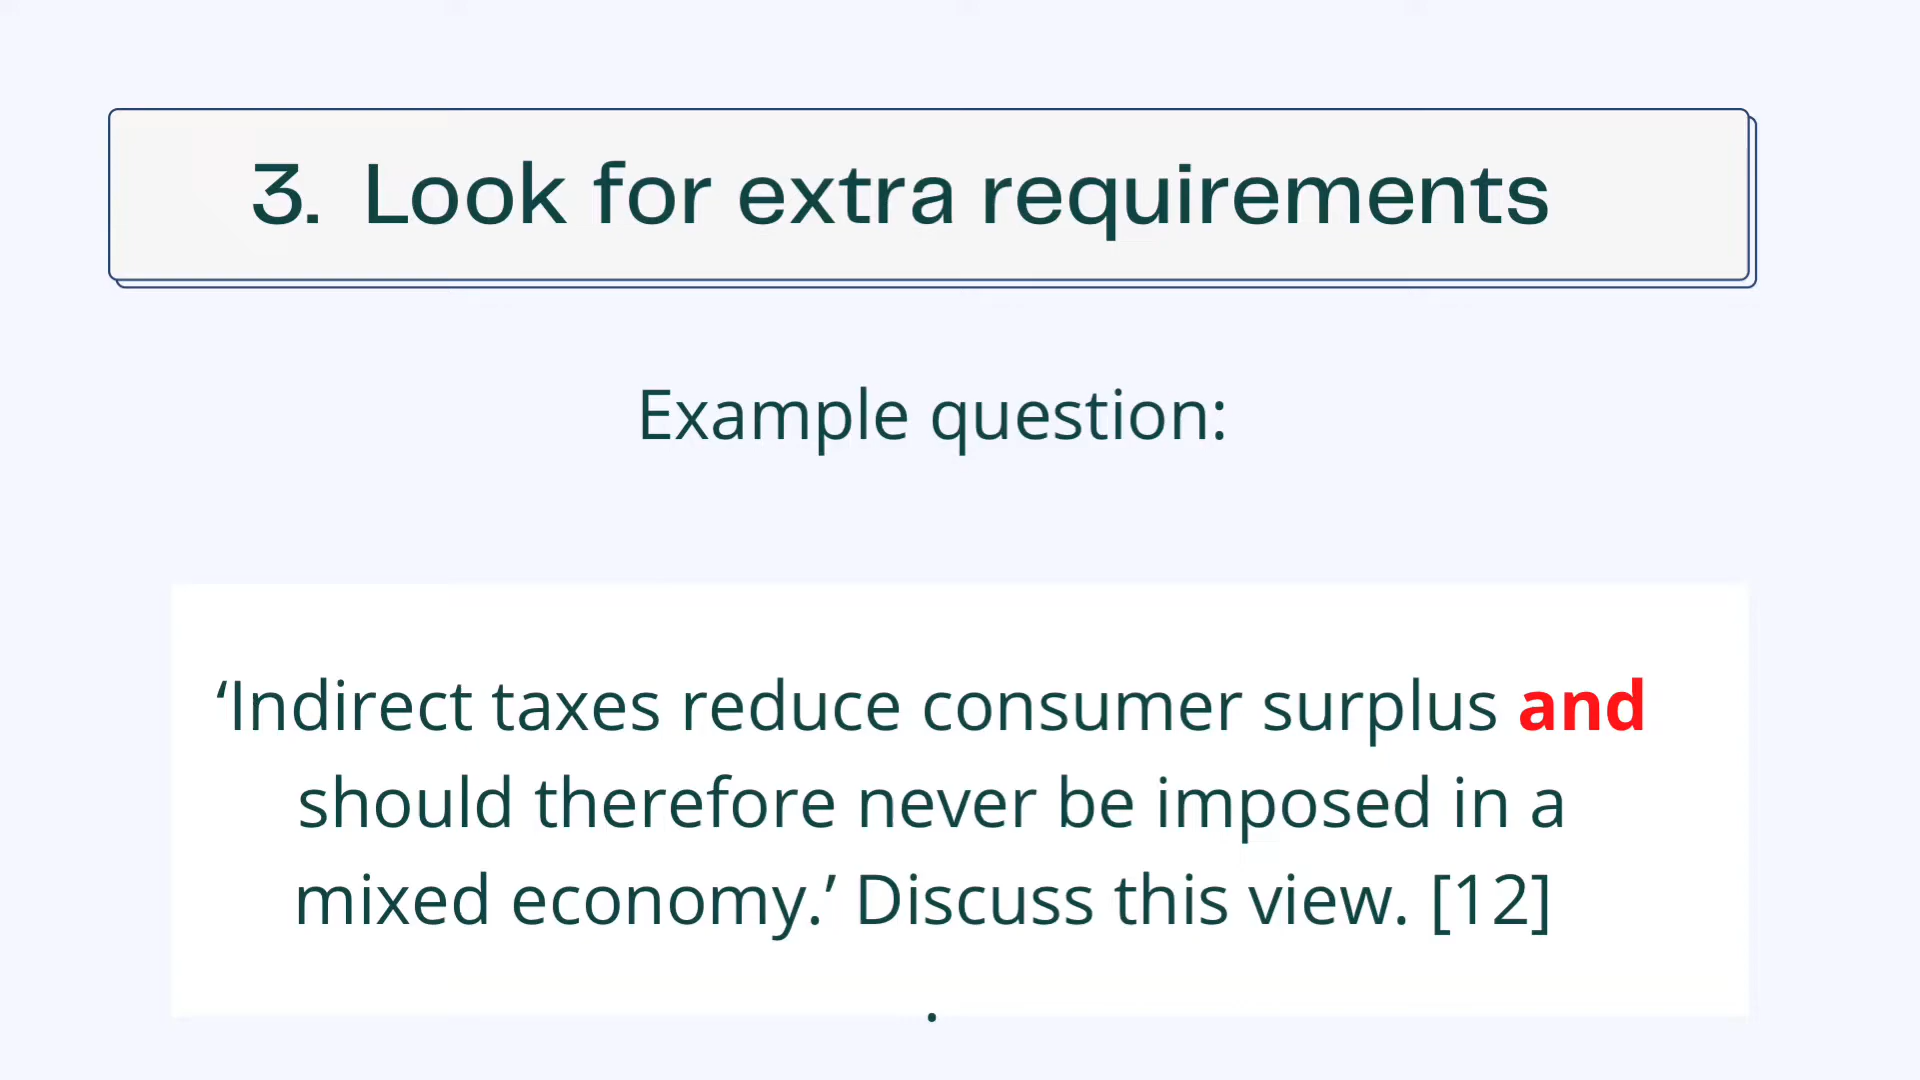 3. Look for extra requirements
Example question:
‘Indirect taxes reduce consumer surplus and
should therefore never be imposed in a
mixed economy.’ Discuss this view. [12]
.